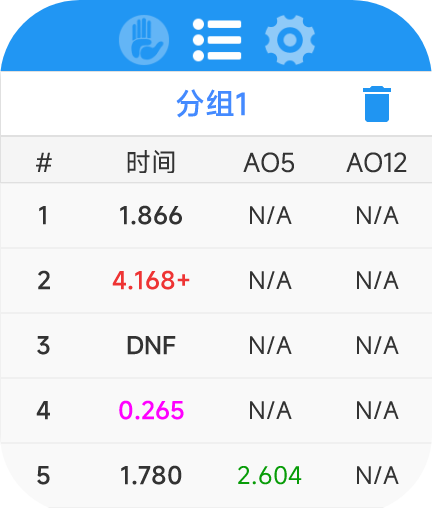 分组1
# 时间 AO5 AO12
1 1.866 N/A N/A
2 4.168+ N/A N/A
3 DNF N/A N/A
4 0.265 N/A N/A
5 1.780 2.604 N/A